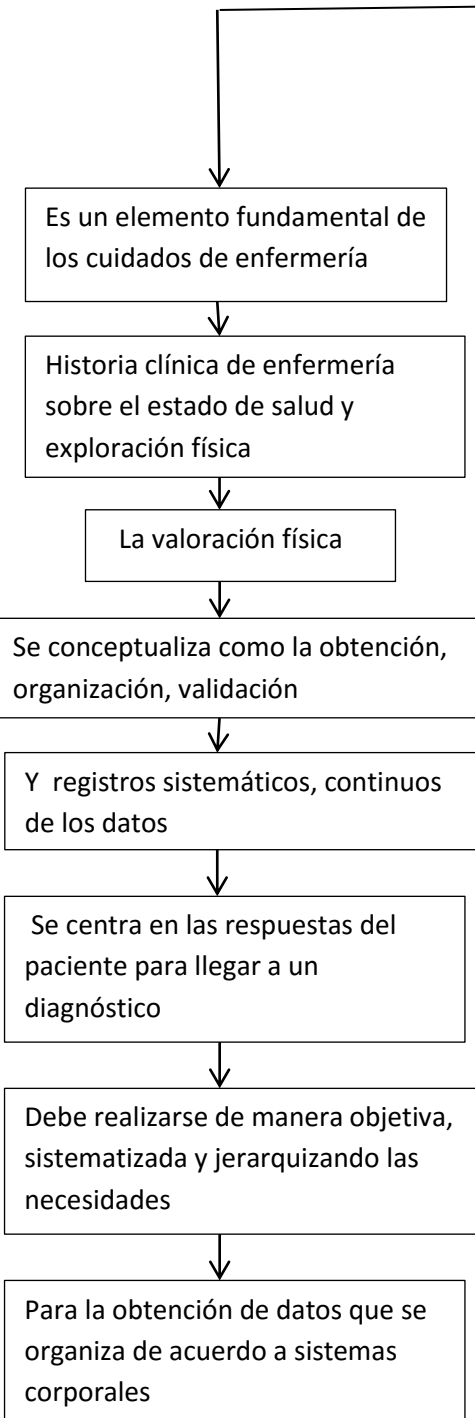 Es un elemento fundamental de
los cuidados de enfermería
Historia clínica de enfermería
sobre el estado de salud y
exploración física
La valoración física
Se conceptualiza como la obtención,
organización, validación
Y  registros sistemáticos, continuos
de los datos
Se centra en las respuestas del
paciente para llegar a un
diagnóstico
Debe realizarse de manera objetiva,
sistematizada y jerarquizando las
necesidades
Para la obtención de datos que se
organiza de acuerdo a sistemas
corporales